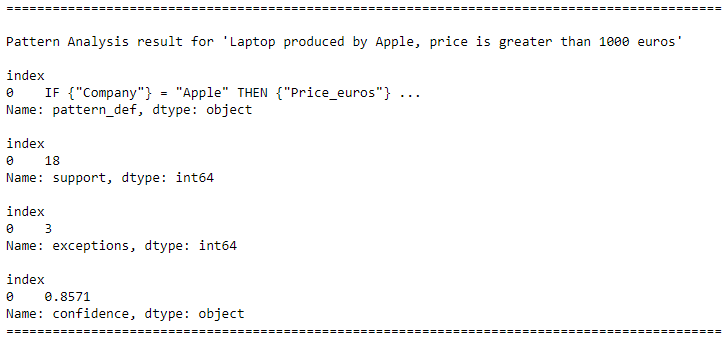 ==============================================================================================
Pattern Analysis result for 'Laptop produced by Apple, price is greater than 1000 euros'
index
0    IF {"Company"} = "Apple" THEN {"Price_euros"} ...
Name: pattern_def, dtype: object
index
0    18
Name: support, dtype: int64
index
0    3
Name: exceptions, dtype: int64
index
0    0.8571
Name: confidence, dtype: object
==============================================================================================